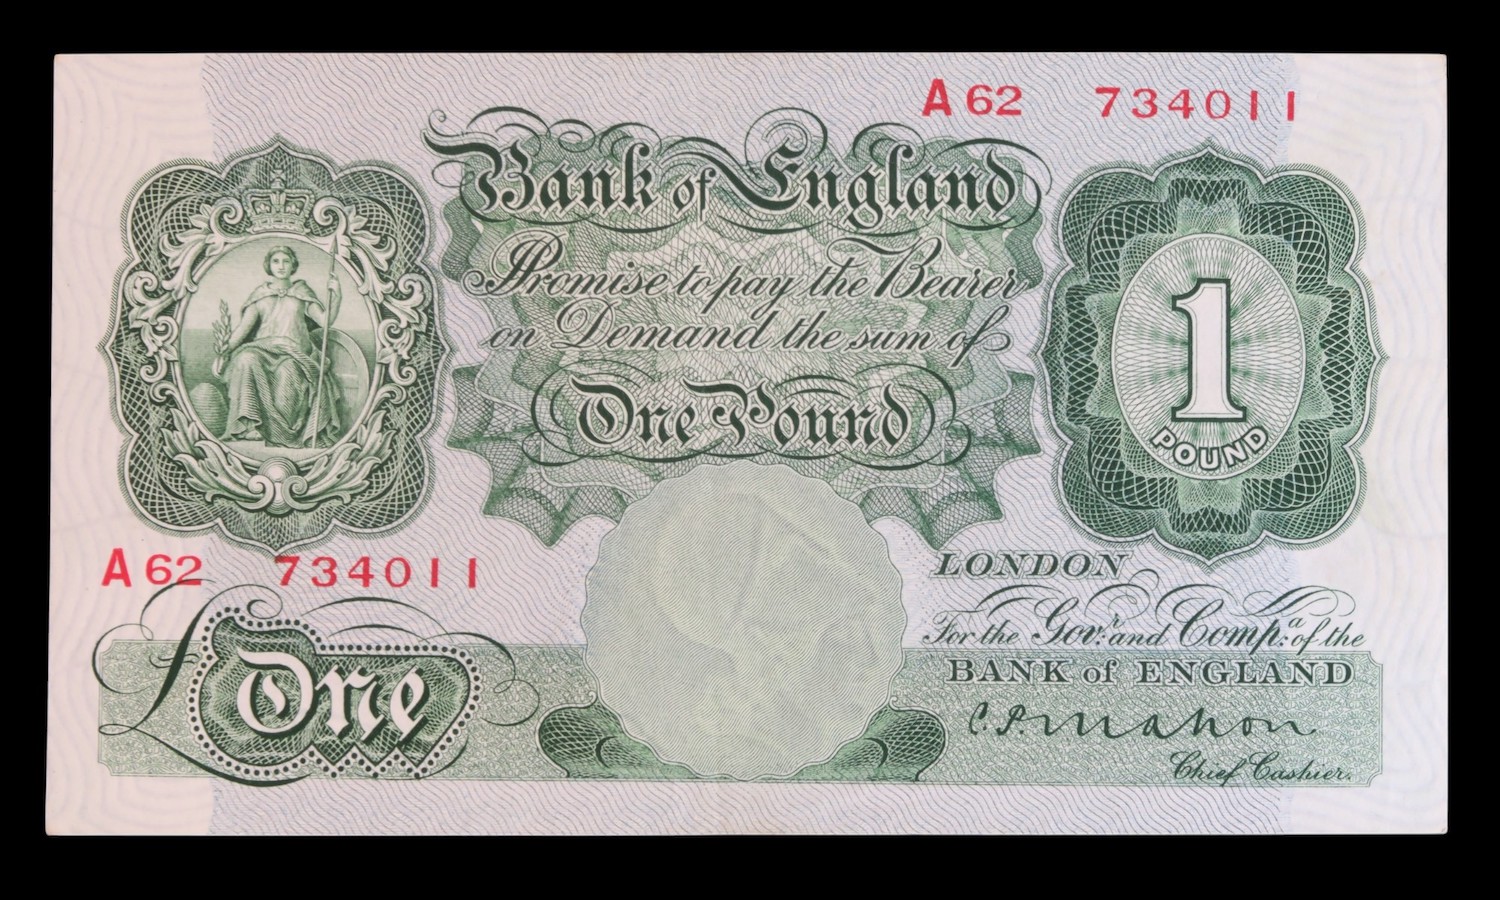 A62 734011
Bank of England
Promise to pay the Bearer
on Demand the sum of
One Pound
1
POUND
A62 734011
LONDON
For the Govr. and Compa. of the
BANK of ENGLAND
£One
C.P. Mahon
Chief Cashier.